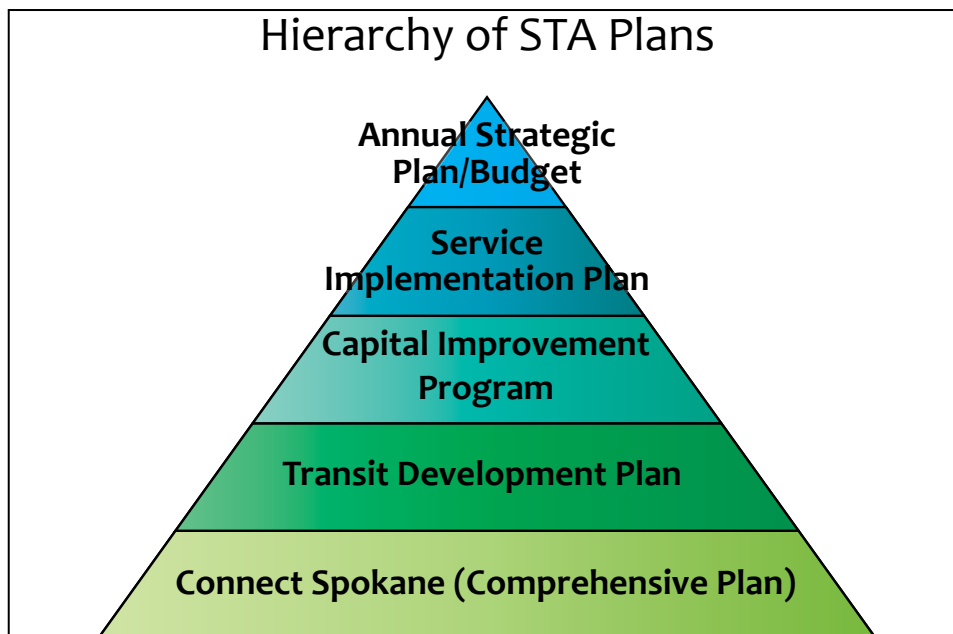 Hierarchy of STA Plans
Annual Strategic
Plan/Budget
Service
Implementation Plan
Capital Improvement
Program
Transit Development Plan
Connect Spokane (Comprehensive Plan)